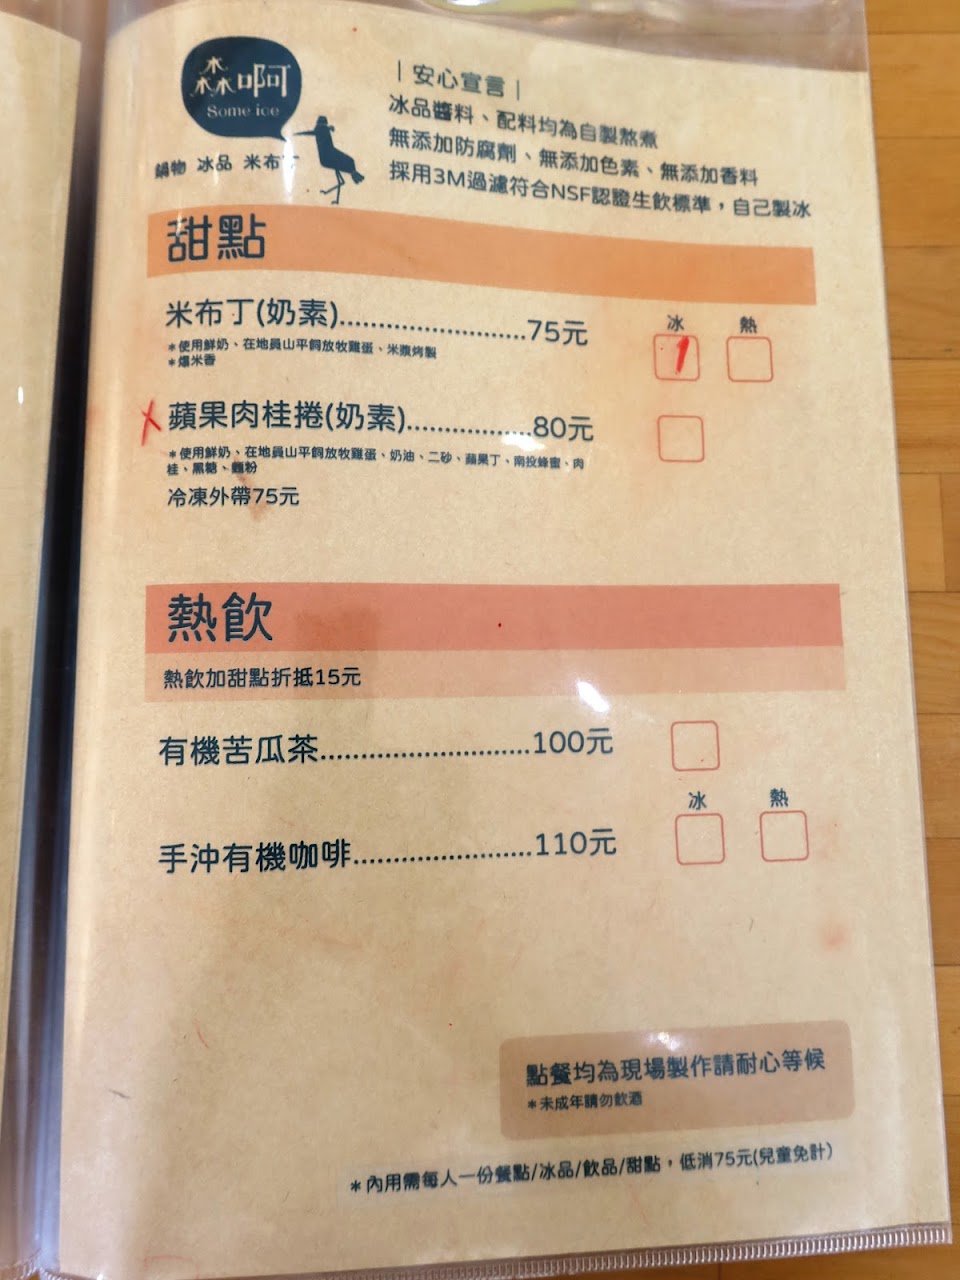 森啊
Some ice
鍋物 冰品 米布丁
|安心宣言|
冰品醬料、配料均為自製熬煮
無添加防腐劑、無添加色素、無添加香料
採用3M過濾符合NSF認證生飲標準，自己製冰
甜點
米布丁(奶素)........................75元
冰 熱
1
＊使用鮮奶、在地員山平飼放牧雞蛋、米漿烤製
＊爆米香
X 蘋果肉桂捲(奶素)................80元
＊使用鮮奶、在地員山平飼放牧雞蛋、奶油、二砂、蘋果丁、南投蜂蜜、肉
桂、黑糖、麵粉
冷凍外帶75元
熱飲
熱飲加甜點折抵15元
有機苦瓜茶...........................100元
冰 熱
手沖有機咖啡.......................110元
點餐均為現場製作請耐心等候
＊未成年請勿飲酒
＊內用需每人一份餐點/冰品/飲品/甜點，低消75元(兒童免計)